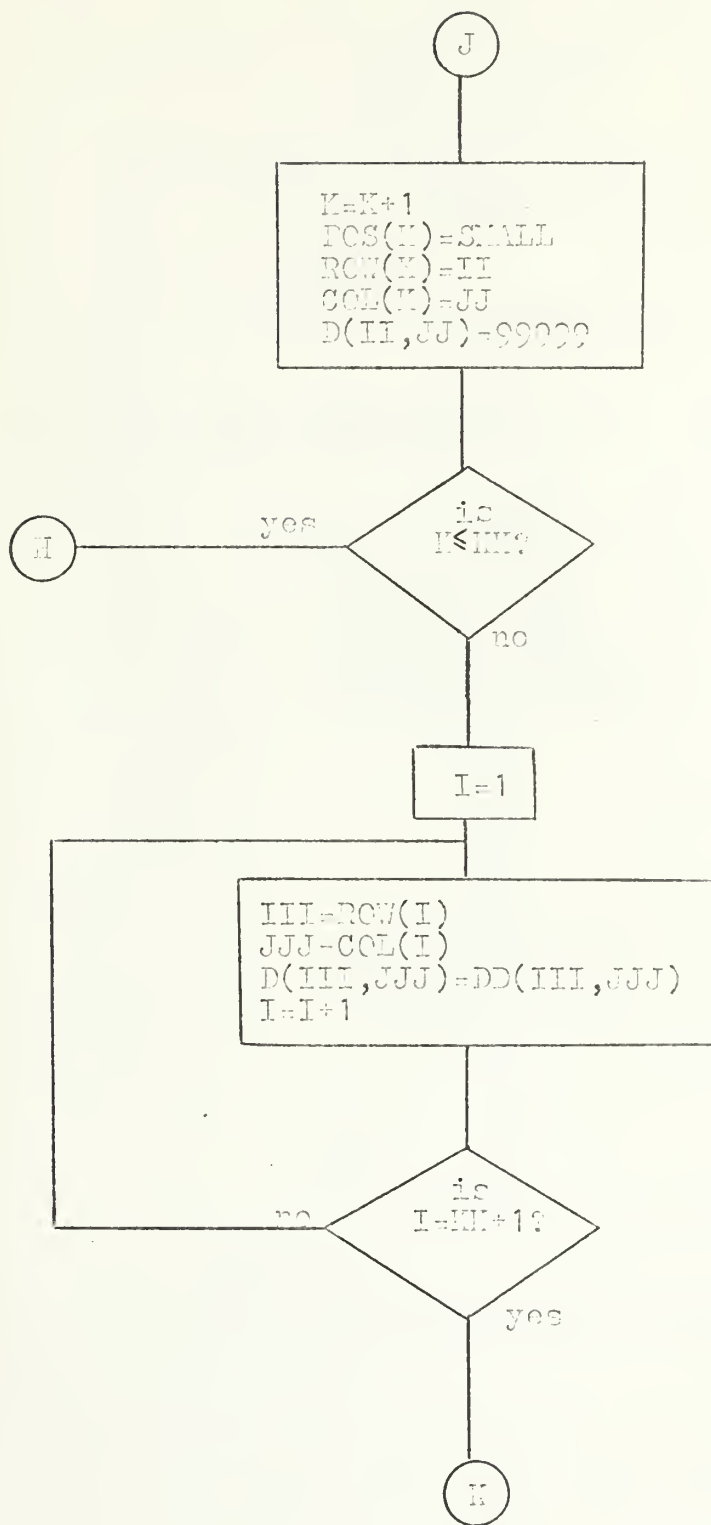 J
K=K+1
POS(K)=SMALL
ROW(K)=II
COL(K)=JJ
D(II,JJ)=99999
yes
is
K≤KK?
no
I=1
III=ROW(I)
JJJ=COL(I)
D(III,JJJ)=DD(III,JJJ)
I=I+1
no
is
I=KK+1?
yes